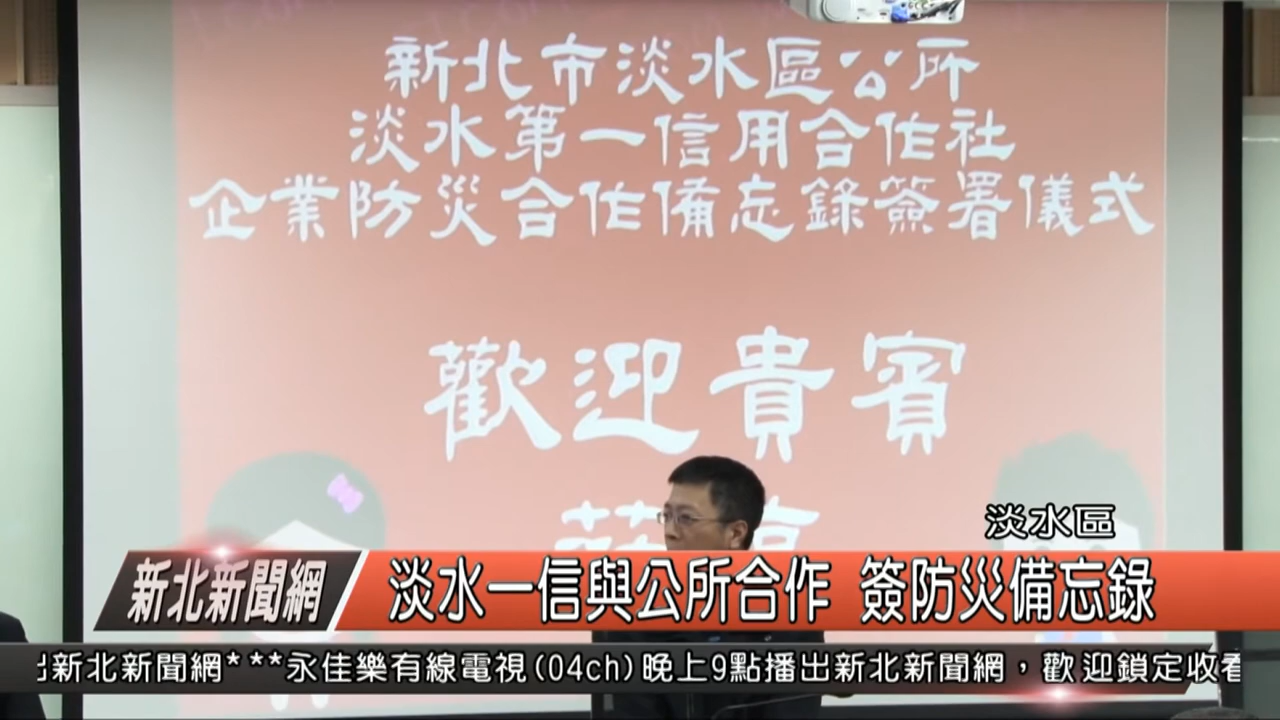 新北市淡水區公所
淡水第一信用合作社
企業防災合作備忘錄簽署儀式
歡迎貴賓
淡水區
新北新聞網
淡水一信與公所合作 簽防災備忘錄
新北新聞網***永佳樂有線電視(04ch)晚上9點播出新北新聞網，歡迎鎖定收看